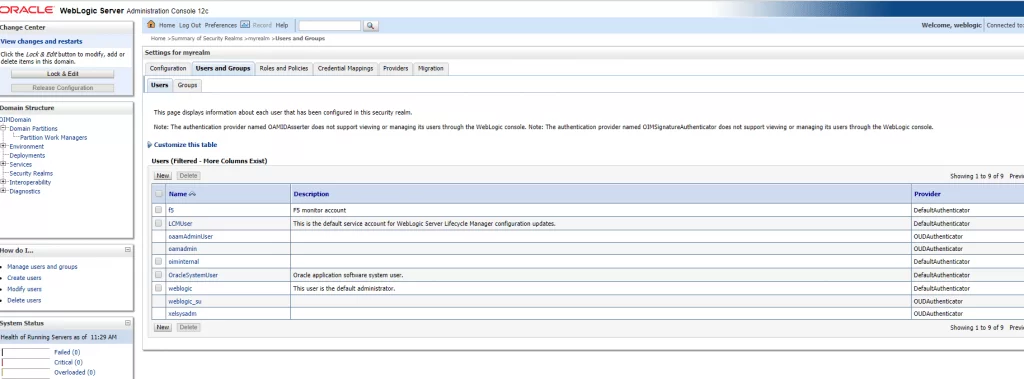 ORACLE WebLogic Server Administration Console 12c
Change Center
View changes and restarts
Click the Lock & Edit button to modify, add or
delete items in this domain.
Lock & Edit
Release Configuration
Domain Structure
OIMDomain
Domain Partitions
Partition Work Managers
Environment
Deployments
Services
Security Realms
Interoperability
Diagnostics
How do I...
Manage users and groups
Create users
Modify users
Delete users
System Status
Health of Running Servers as of 11:29 AM
Failed (0)
Critical (0)
Overloaded (0)
Home Log Out Preferences Record Help
Welcome, weblogic Connected to:
Home >Summary of Security Realms >myrealm >Users and Groups
Settings for myrealm
Configuration Users and Groups Roles and Policies Credential Mappings Providers Migration
Users Groups
This page displays information about each user that has been configured in this security realm.
Note: The authentication provider named OAMIDAsserter does not support viewing or managing its users through the WebLogic console. Note: The authentication provider named OIMSignatureAuthenticator does not support viewing or managing its users through the WebLogic console.
Customize this table
Users (Filtered - More Columns Exist)
New Delete Showing 1 to 9 of 9 Previ
Name Description Provider
f5 F5 monitor account DefaultAuthenticator
LCMUser This is the default service account for WebLogic Server Lifecycle Manager configuration updates. DefaultAuthenticator
oaamAdminUser OUDAuthenticator
oamadmin OUDAuthenticator
oiminternal DefaultAuthenticator
OracleSystemUser Oracle application software system user. DefaultAuthenticator
weblogic This user is the default administrator. DefaultAuthenticator
weblogic_su OUDAuthenticator
xelsysadm OUDAuthenticator
New Delete Showing 1 to 9 of 9 Previ